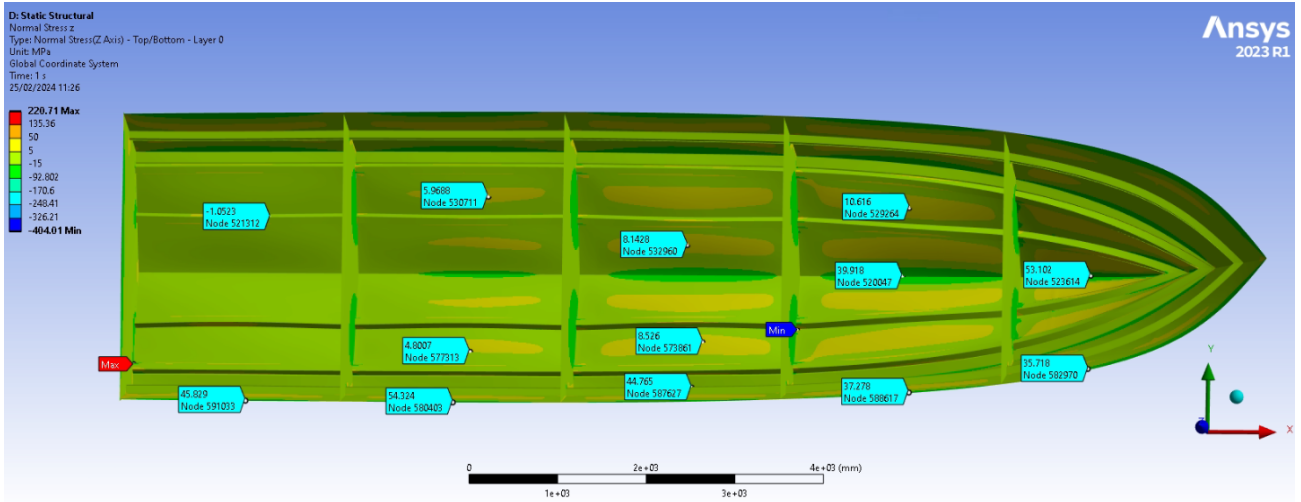 D: Static Structural
Normal Stress z
Type: Normal Stress(Z Axis) - Top/Bottom - Layer 0
Unit: MPa
Global Coordinate System
Time: 1 s
25/02/2024 11:26
Ansys
2023 R1
220.71 Max
135.36
50
5
-15
-92.802
-170.6
-248.41
-326.21
-404.01 Min
-1.0523
Node 521312
5.9688
Node 530711
8.1428
Node 532960
10.616
Node 529264
39.918
Node 520047
53.102
Node 523614
Min
Max
4.8007
Node 577313
8.526
Node 573861
35.718
Node 582970
45.829
Node 591033
54.324
Node 580403
44.765
Node 587627
37.278
Node 588617
Y
X
Z
0
2e+03
4e+03 (mm)
1e+03
3e+03